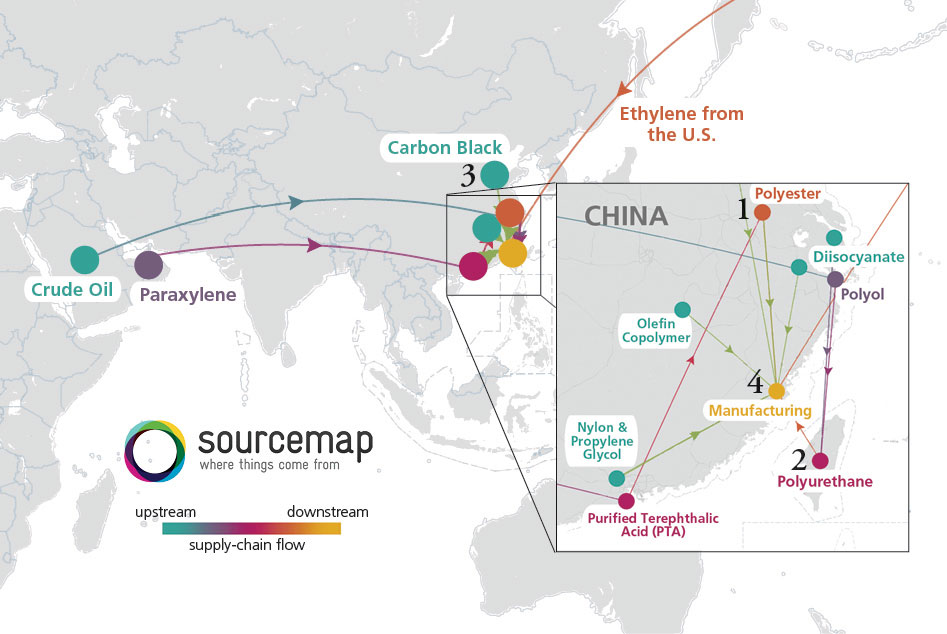 Ethylene from
the U.S.
Carbon Black
3
Crude Oil
Paraxylene
CHINA
1
Polyester
Diisocyanate
Polyol
Olefin
Copolymer
4
Manufacturing
Nylon &
Propylene
Glycol
2
Polyurethane
Purified Terephthalic
Acid (PTA)
sourcemap
where things come from
upstream downstream
supply-chain flow